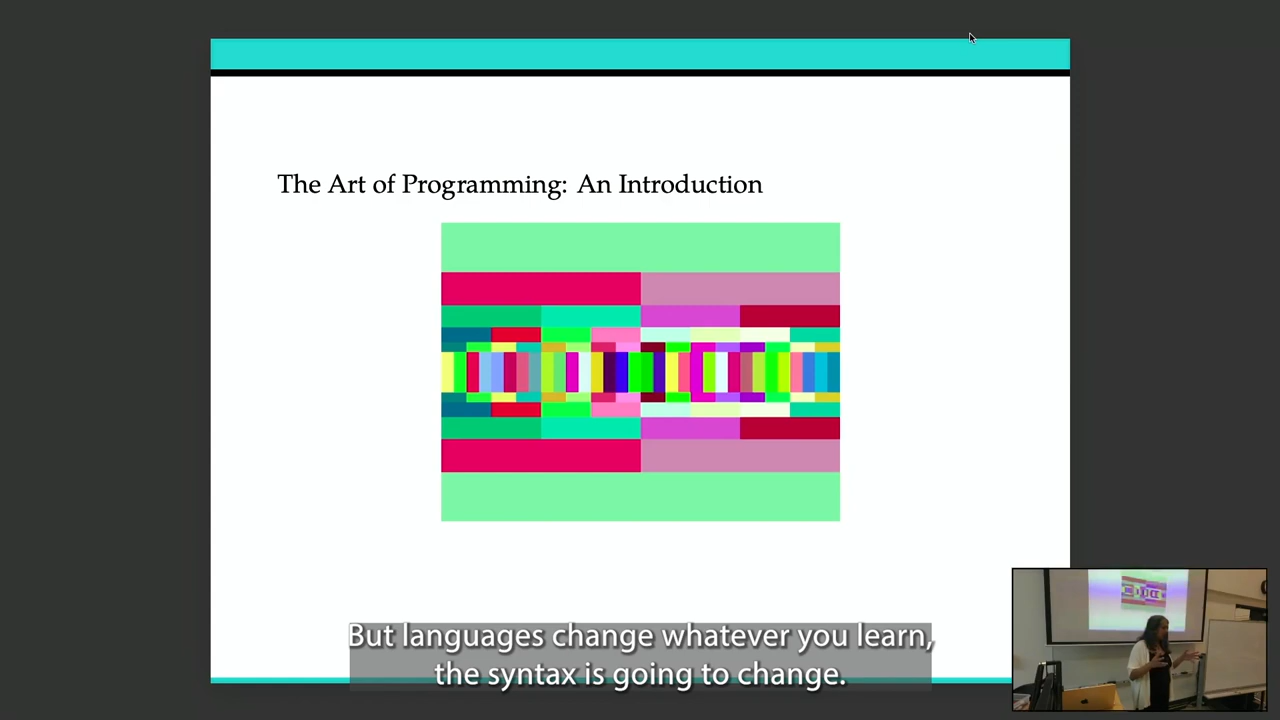 The Art of Programming: An Introduction
But languages change whatever you learn,
the syntax is going to change.